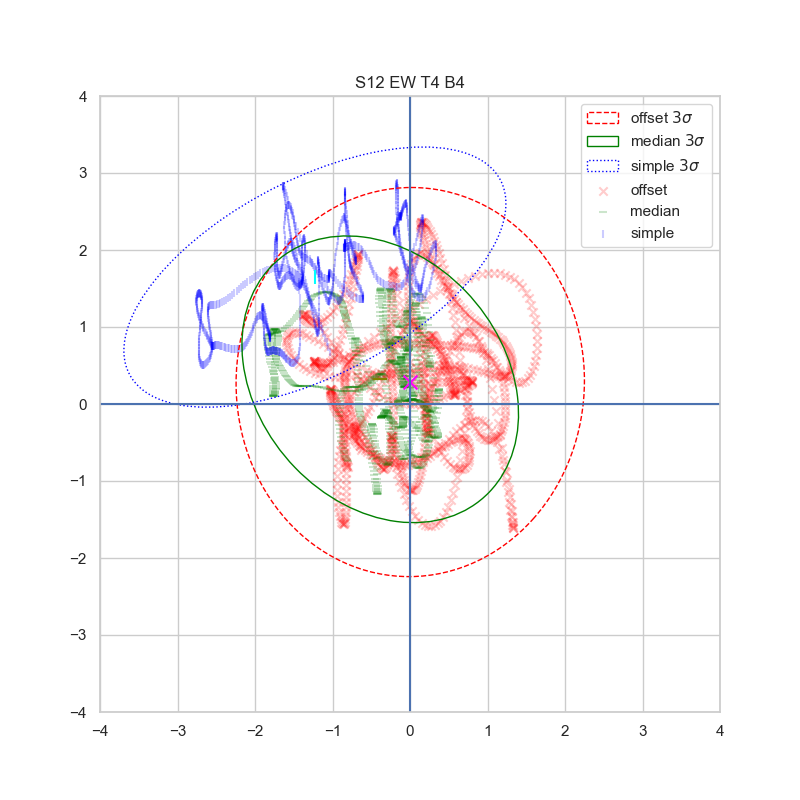 S12 EW T4 B4
offset 3σ
median 3σ
simple 3σ
offset
median
simple
4
3
2
1
0
−1
−2
−3
−4
−4 −3 −2 −1 0 1 2 3 4